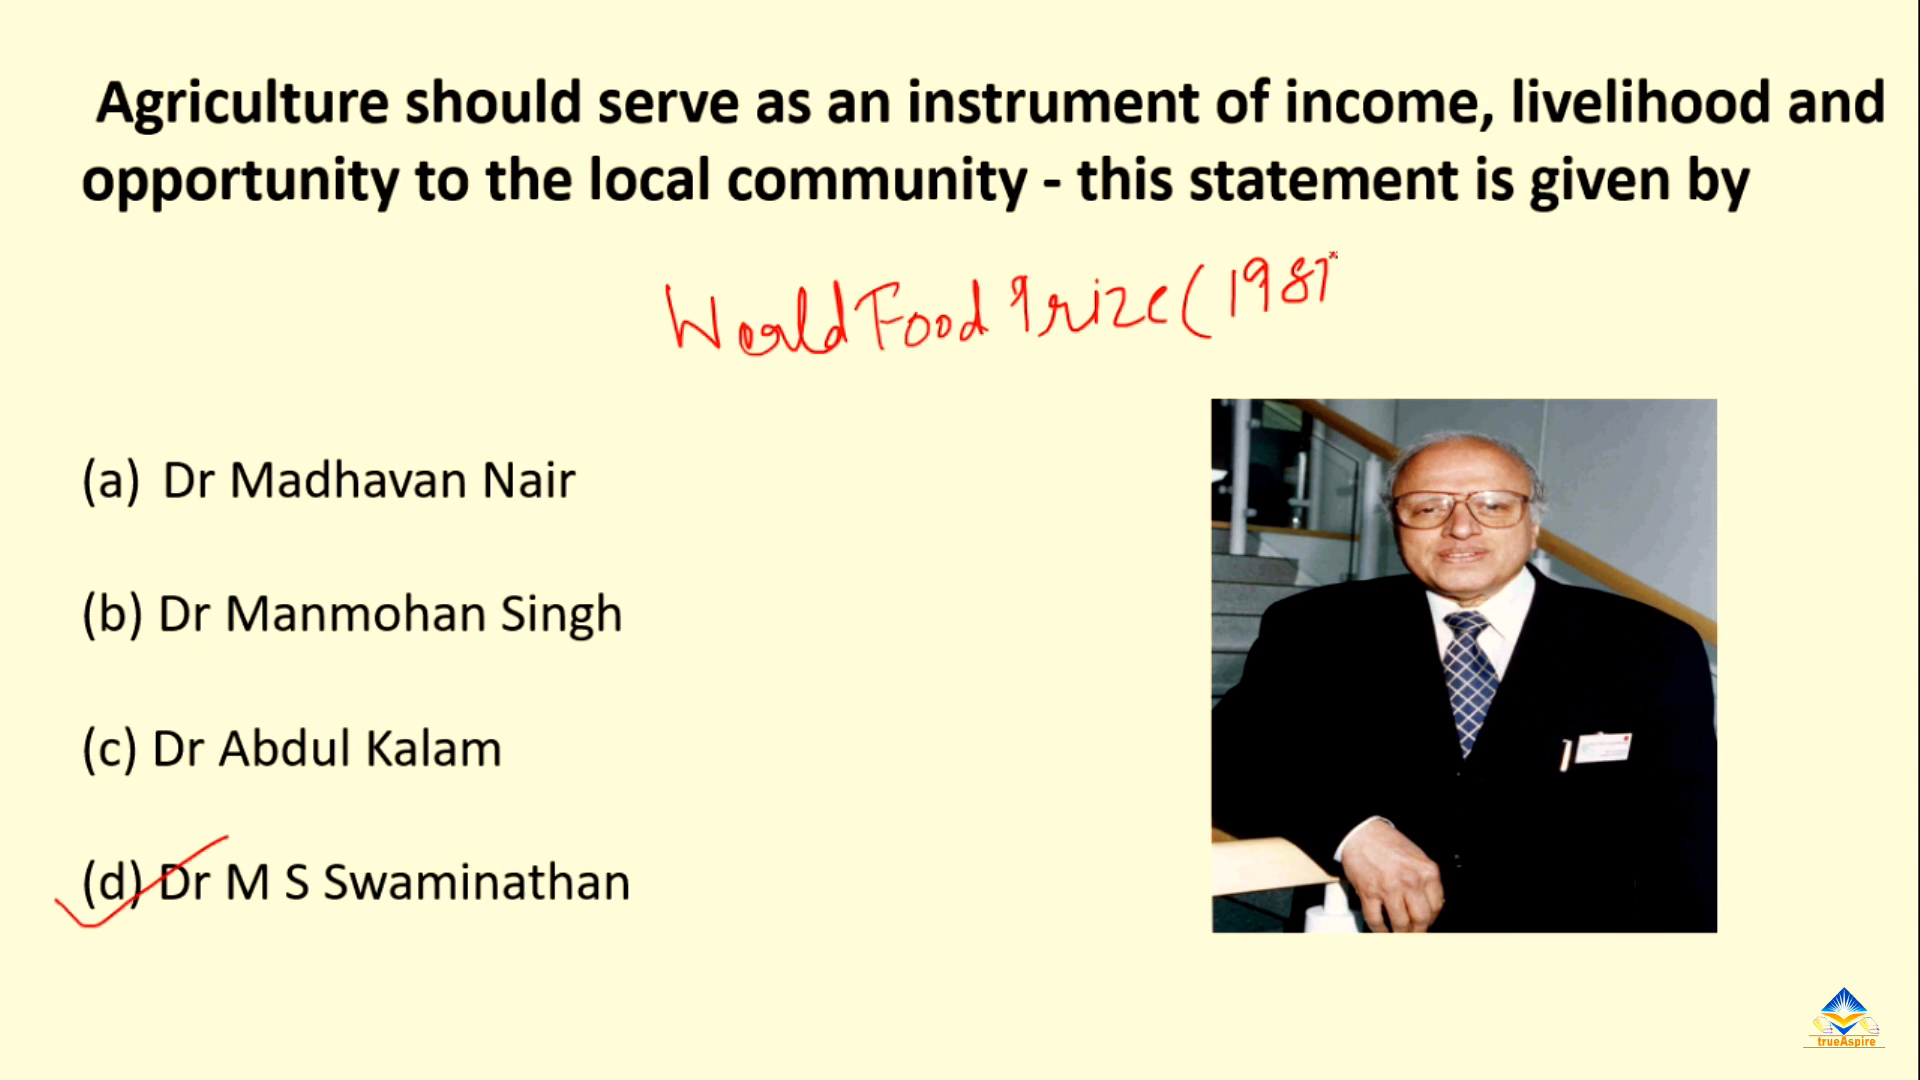 Agriculture should serve as an instrument of income, livelihood and
opportunity to the local community - this statement is given by
World Food Prize (1987
(a) Dr Madhavan Nair
(b) Dr Manmohan Singh
(c) Dr Abdul Kalam
(d) Dr M S Swaminathan
trueAspire